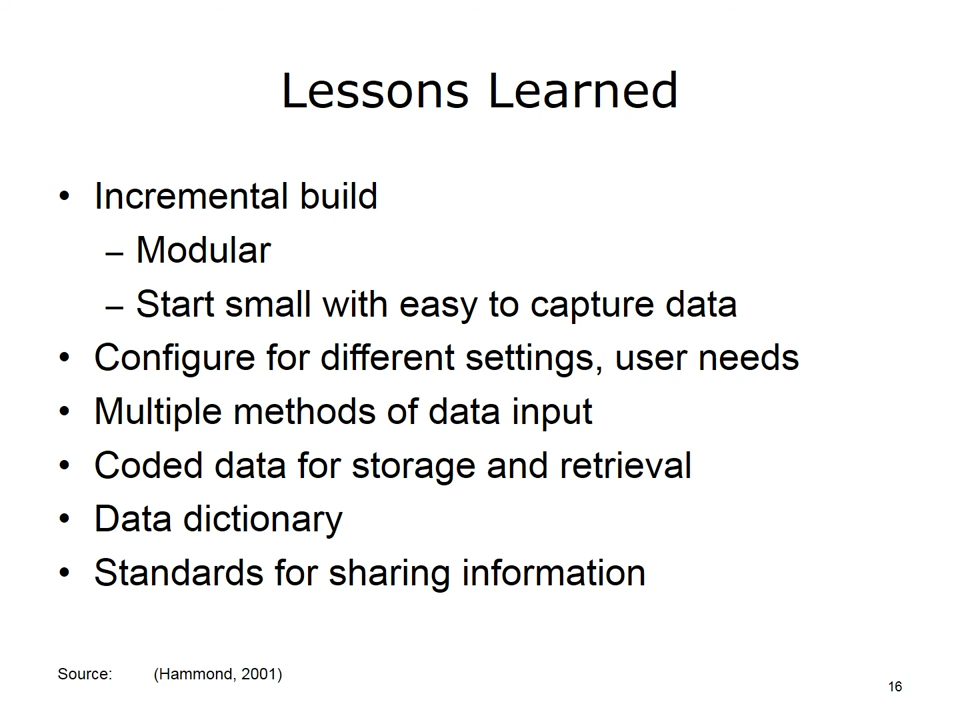 Lessons Learned
• Incremental build
– Modular
– Start small with easy to capture data
• Configure for different settings, user needs
• Multiple methods of data input
• Coded data for storage and retrieval
• Data dictionary
• Standards for sharing information
Source: (Hammond, 2001)
16